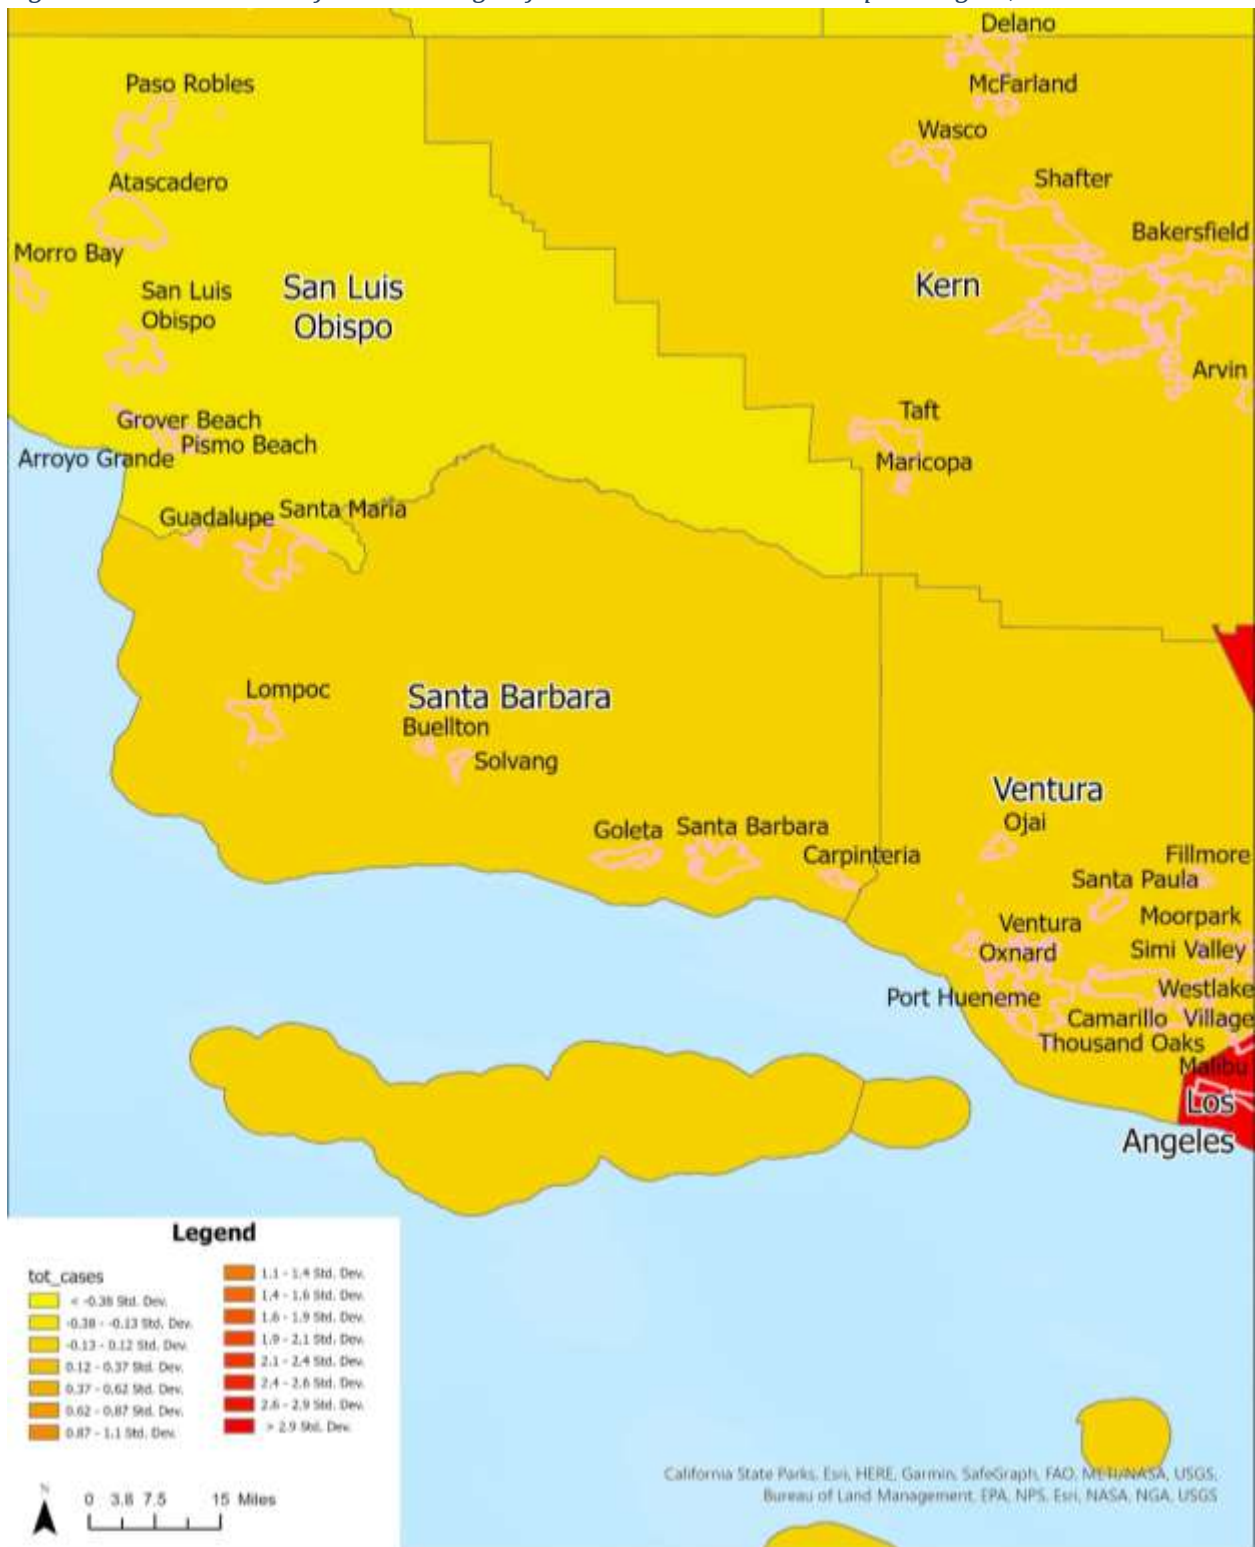 Delano
Paso Robles
McFarland
Wasco
Atascadero
Shafter
Bakersfield
Morro Bay
San Luis
Obispo
San Luis
Obispo
Kern
Arvin
Taft
Grover Beach
Pismo Beach
Arroyo Grande
Maricopa
Guadalupe
Santa Maria
Lompoc
Santa Barbara
Buellton
Solvang
Ventura
Ojai
Goleta
Santa Barbara
Carpinteria
Fillmore
Santa Paula
Moorpark
Ventura
Oxnard
Simi Valley
Port Hueneme
Westlake
Village
Camarillo
Thousand Oaks
Malibu
Los
Angeles
Legend
tot_cases
< -0.38 Std. Dev.
-0.38 - -0.13 Std. Dev.
-0.13 - 0.12 Std. Dev.
0.12 - 0.37 Std. Dev.
0.37 - 0.62 Std. Dev.
0.62 - 0.87 Std. Dev.
0.87 - 1.1 Std. Dev.
1.1 - 1.4 Std. Dev.
1.4 - 1.6 Std. Dev.
1.6 - 1.9 Std. Dev.
1.9 - 2.1 Std. Dev.
2.1 - 2.4 Std. Dev.
2.4 - 2.6 Std. Dev.
2.6 - 2.9 Std. Dev.
> 2.9 Std. Dev.
N
0 3.8 7.5 15 Miles
California State Parks, Esri, HERE, Garmin, SafeGraph, FAO, METI/NASA, USGS,
Bureau of Land Management, EPA, NPS, Esri, NASA, NGA, USGS